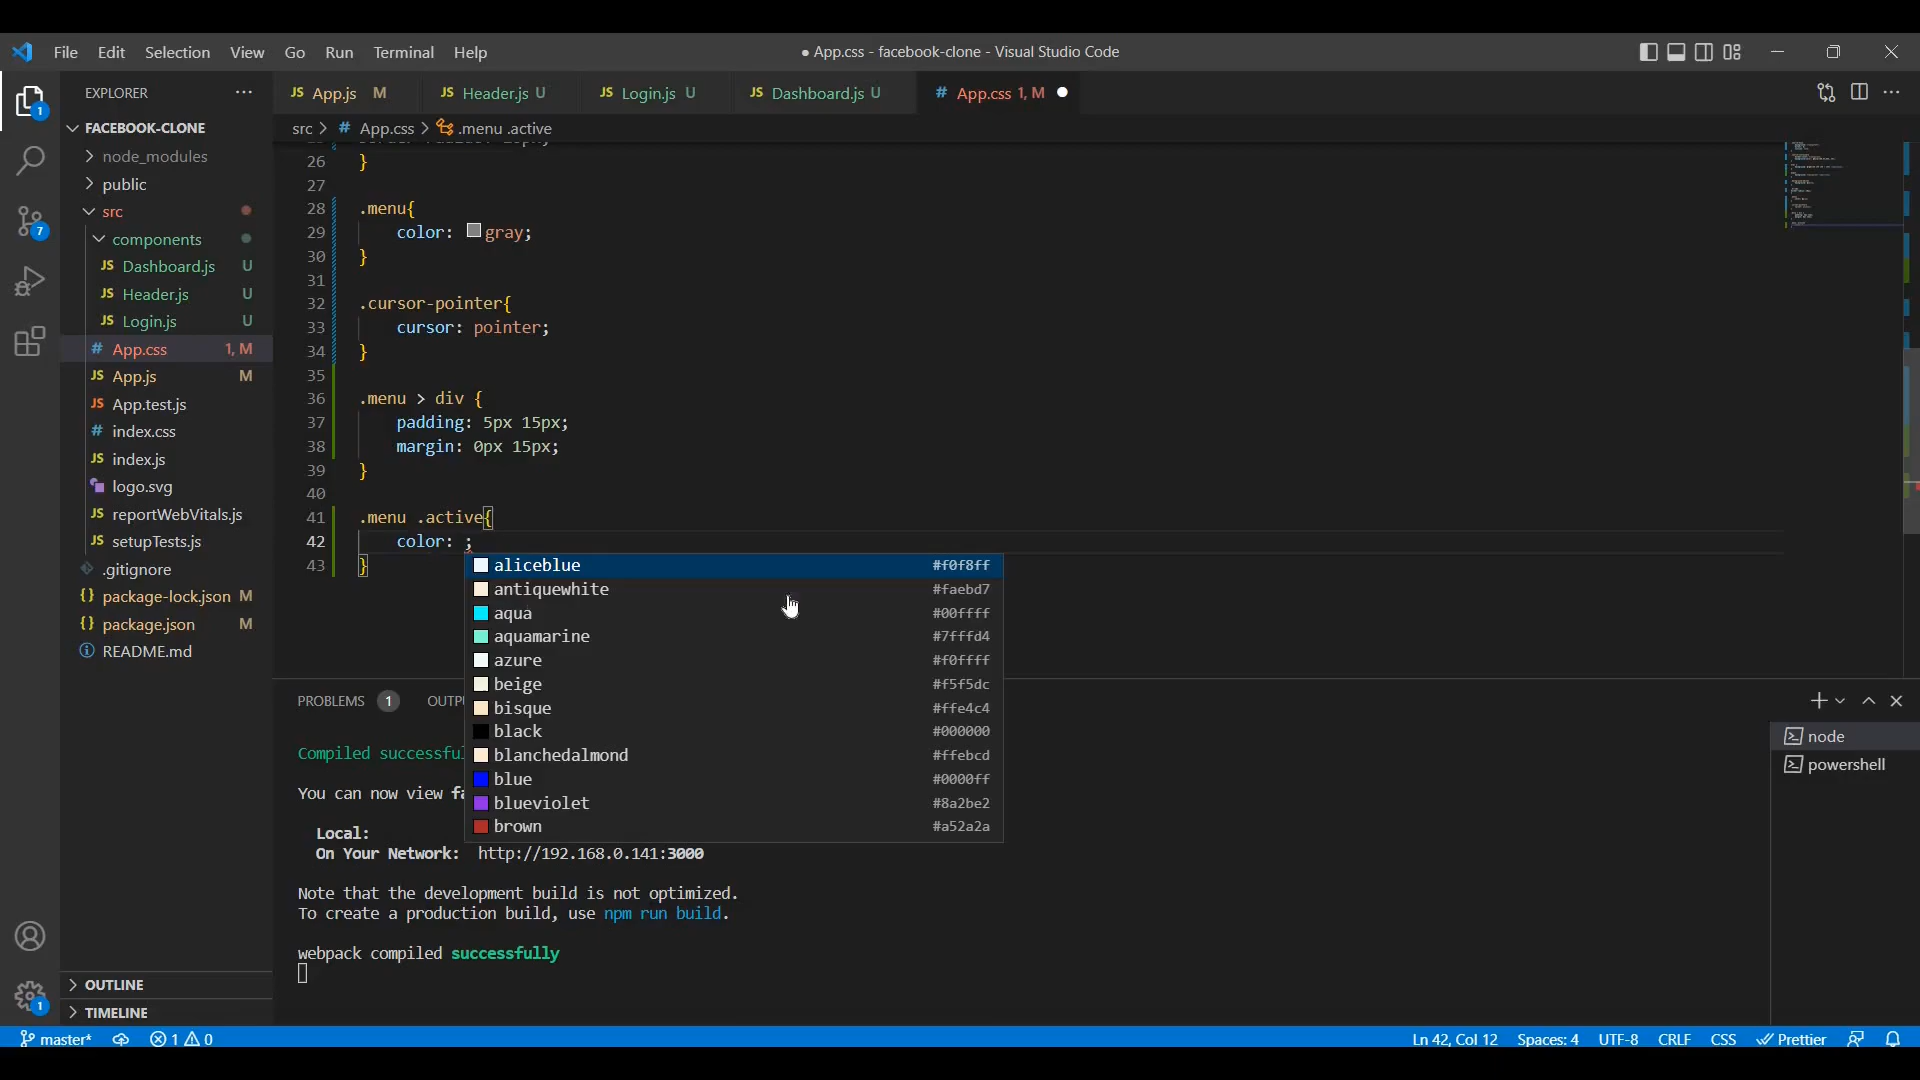 File Edit Selection View Go Run Terminal Help
● App.css - facebook-clone - Visual Studio Code
EXPLORER ···
JS App.js M
JS Header.js U
JS Login.js U
JS Dashboard.js U
# App.css 1, M
src > # App.css > .menu .active
FACEBOOK-CLONE
node_modules
public
src
components
JS Dashboard.js U
JS Header.js U
JS Login.js U
# App.css 1, M
JS App.js M
JS App.test.js
# index.css
JS index.js
logo.svg
JS reportWebVitals.js
JS setupTests.js
.gitignore
{} package-lock.json M
{} package.json M
README.md
OUTLINE
TIMELINE
1
7
1
26 }
27
28 .menu{
29 color: gray;
30 }
31
32 .cursor-pointer{
33 cursor: pointer;
34 }
35
36 .menu > div {
37 padding: 5px 15px;
38 margin: 0px 15px;
39 }
40
41 .menu .active{
42 color: ;
43 }
aliceblue #f0f8ff
antiquewhite #faebd7
aqua #00ffff
aquamarine #7fffd4
azure #f0ffff
beige #f5f5dc
bisque #ffe4c4
black #000000
blanchedalmond #ffebcd
blue #0000ff
blueviolet #8a2be2
brown #a52a2a
PROBLEMS 1
Compiled
You can now view
Local:
On Your Network: http://192.168.0.141:3000
Note that the development build is not optimized.
To create a production build, use npm run build.
webpack compiled successfully
node
powershell
master* 1 0
Ln 42, Col 12 Spaces: 4 UTF-8 CRLF CSS Prettier